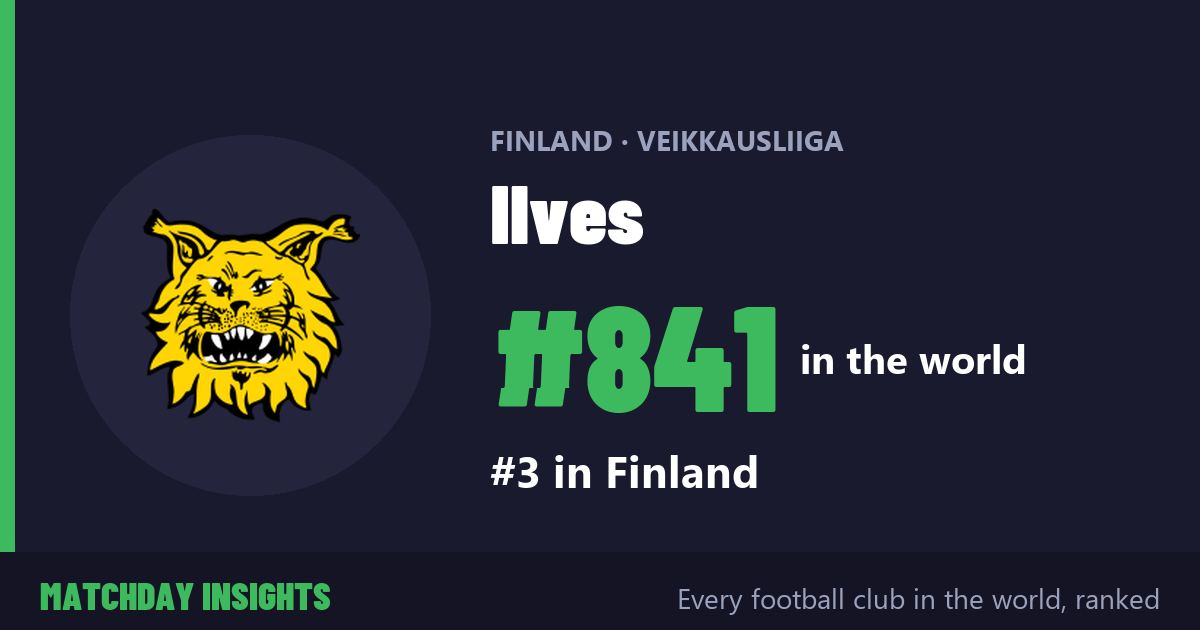 FINLAND · VEIKKAUSLIIGA
Ilves
#841 in the world
#3 in Finland
MATCHDAY INSIGHTS
Every football club in the world, ranked